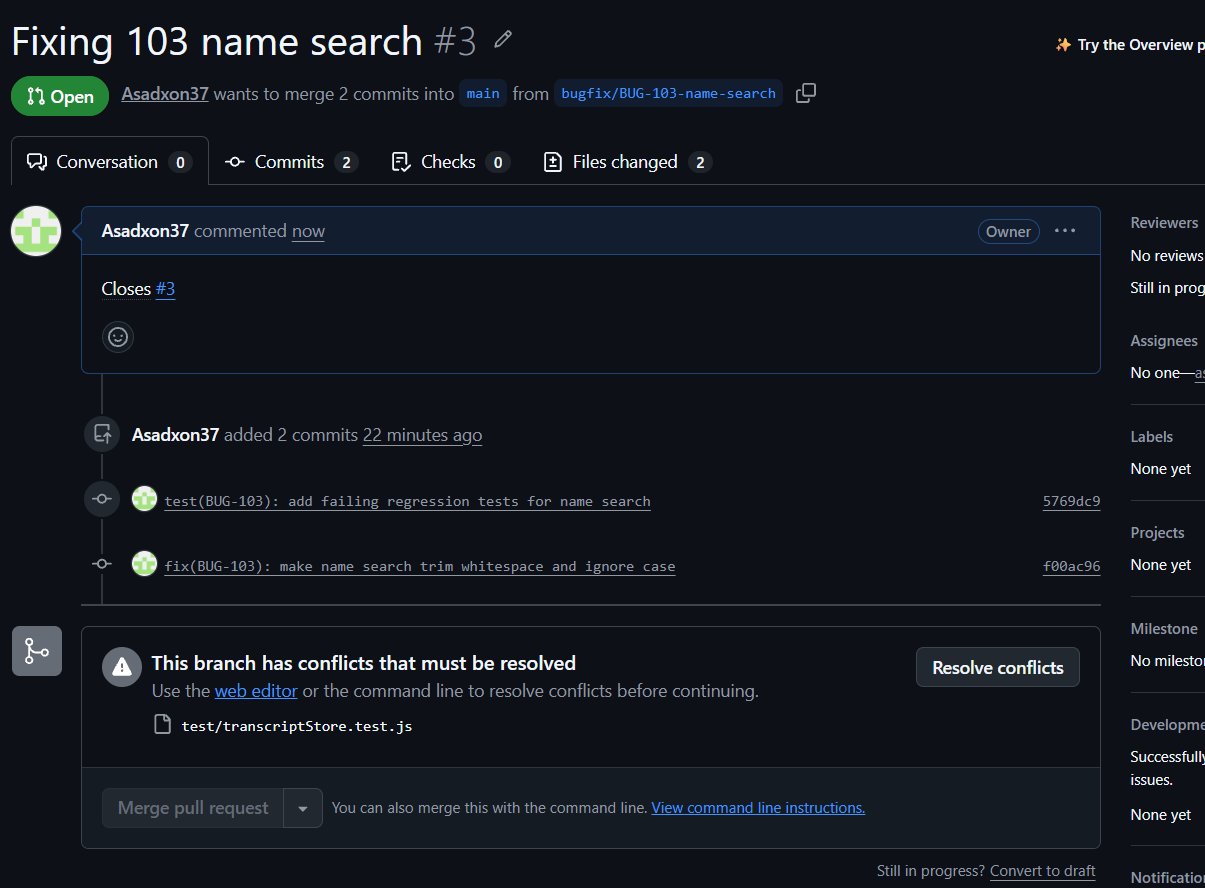 Fixing 103 name search #3
✨ Try the Overview p
Open Asadxon37 wants to merge 2 commits into main from bugfix/BUG-103-name-search
Conversation 0 Commits 2 Checks 0 Files changed 2
Asadxon37 commented now Owner ...
Closes #3
Asadxon37 added 2 commits 22 minutes ago
test(BUG-103): add failing regression tests for name search 5769dc9
fix(BUG-103): make name search trim whitespace and ignore case f00ac96
This branch has conflicts that must be resolved
Use the web editor or the command line to resolve conflicts before continuing.
Resolve conflicts
test/transcriptStore.test.js
Merge pull request You can also merge this with the command line. View command line instructions.
Still in progress? Convert to draft
Reviewers
No reviews
Still in prog
Assignees
No one—as
Labels
None yet
Projects
None yet
Milestone
No milesto
Developme
Successfully
issues.
None yet
Notificatio